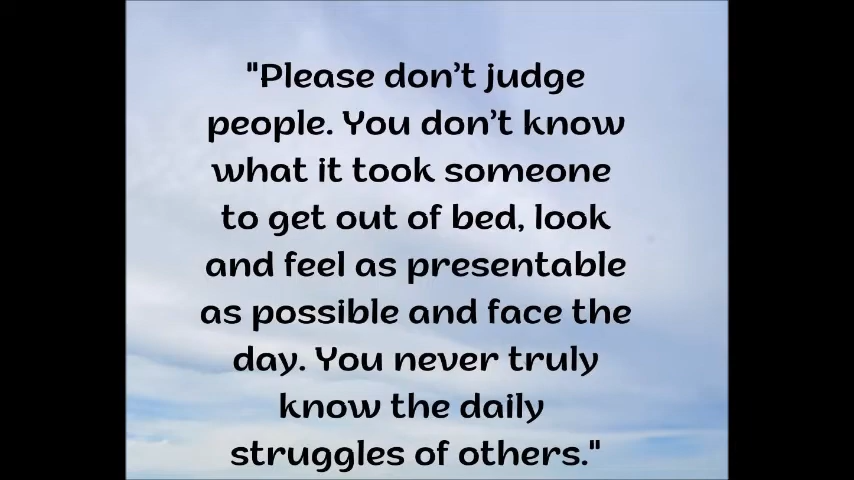 "Please don’t judge
people. You don’t know
what it took someone
to get out of bed, look
and feel as presentable
as possible and face the
day. You never truly
know the daily
struggles of others."